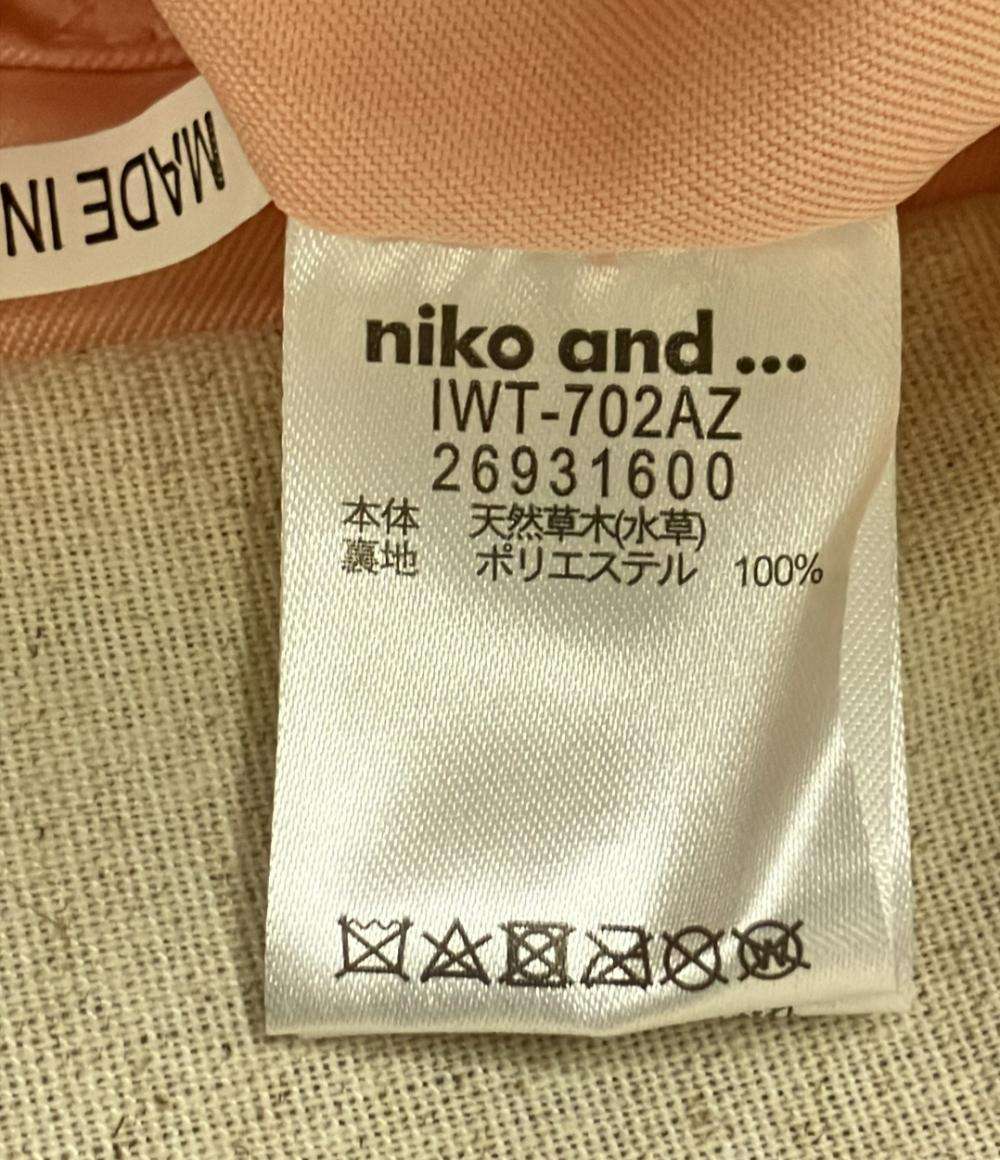 MADE IN
niko and ...
IWT-702AZ
26931600
本体 天然草木(水草)
裏地 ポリエステル 100%